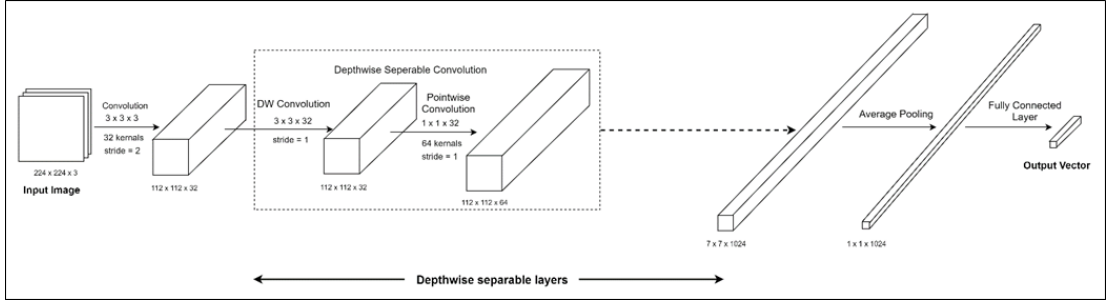 Convolution
3 x 3 x 3
32 kernals
stride = 2
224 x 224 x 3
Input Image
112 x 112 x 32
Depthwise Seperable Convolution
DW Convolution
3 x 3 x 32
stride = 1
112 x 112 x 32
Pointwise
Convolution
1 x 1 x 32
64 kernals
stride = 1
112 x 112 x 64
7 x 7 x 1024
Average Pooling
1 x 1 x 1024
Fully Connected
Layer
Output Vector
Depthwise separable layers